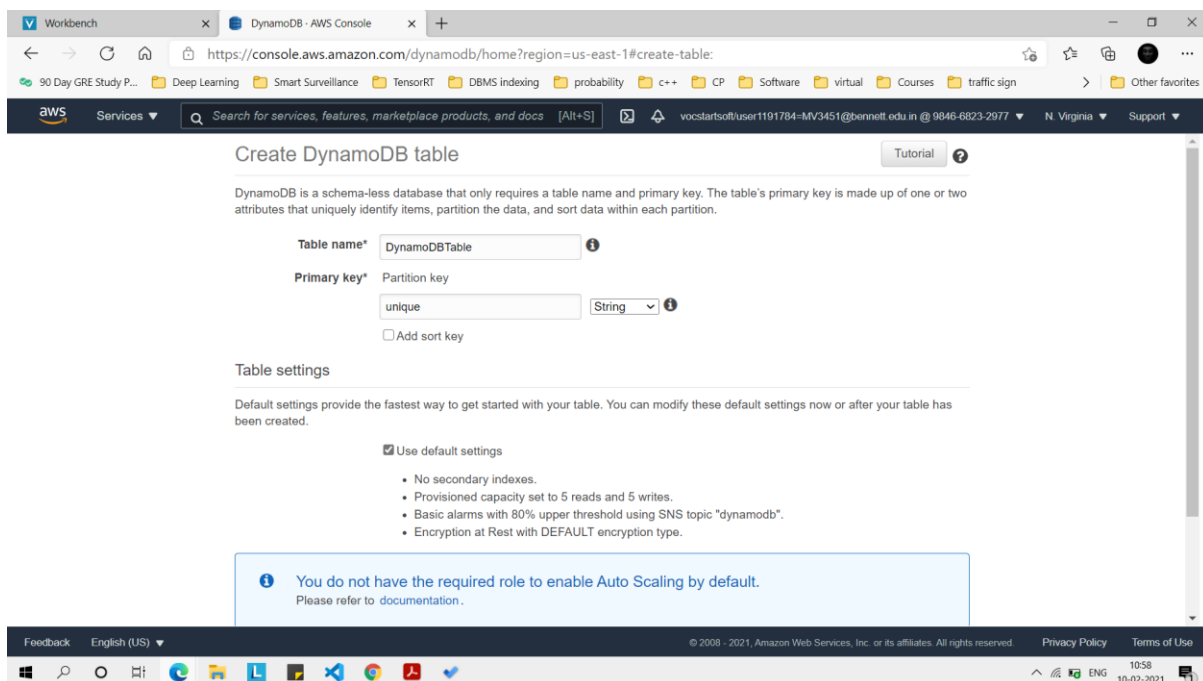 Workbench
DynamoDB · AWS Console
https://console.aws.amazon.com/dynamodb/home?region=us-east-1#create-table:
90 Day GRE Study P...
Deep Learning
Smart Surveillance
TensorRT
DBMS indexing
probability
c++
CP
Software
virtual
Courses
traffic sign
Other favorites
aws
Services
Search for services, features, marketplace products, and docs [Alt+S]
vocstartsoft/user1191784=MV3451@bennett.edu.in @ 9846-6823-2977
N. Virginia
Support
Create DynamoDB table
Tutorial
DynamoDB is a schema-less database that only requires a table name and primary key. The table's primary key is made up of one or two
attributes that uniquely identify items, partition the data, and sort data within each partition.
Table name* DynamoDBTable
Primary key* Partition key
unique String
Add sort key
Table settings
Default settings provide the fastest way to get started with your table. You can modify these default settings now or after your table has
been created.
Use default settings
• No secondary indexes.
• Provisioned capacity set to 5 reads and 5 writes.
• Basic alarms with 80% upper threshold using SNS topic "dynamodb".
• Encryption at Rest with DEFAULT encryption type.
You do not have the required role to enable Auto Scaling by default.
Please refer to documentation.
Feedback
English (US)
© 2008 - 2021, Amazon Web Services, Inc. or its affiliates. All rights reserved.
Privacy Policy
Terms of Use
ENG
10:58
10-02-2021